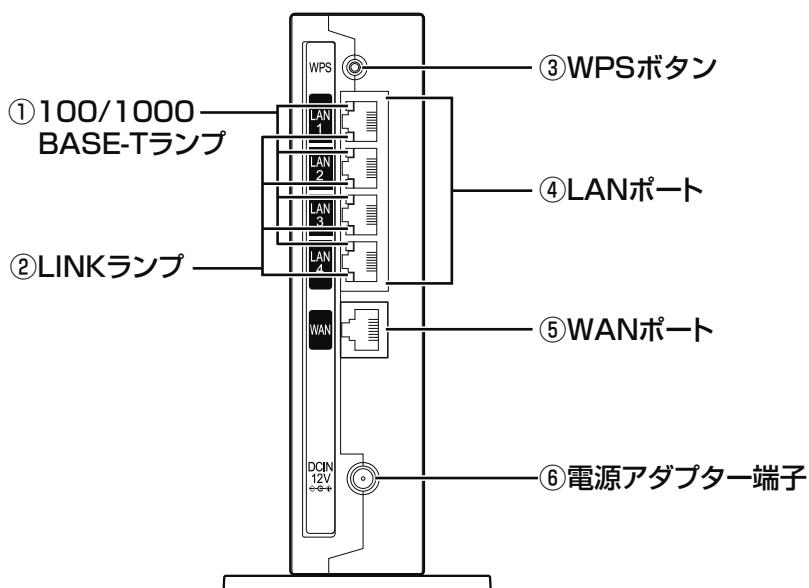 WPS
③WPSボタン
①100/1000
BASE-Tランプ
LAN
1
LAN
2
④LANポート
LAN
3
②LINKランプ
LAN
4
WAN
⑤WANポート
DCIN
12V
⑥電源アダプター端子